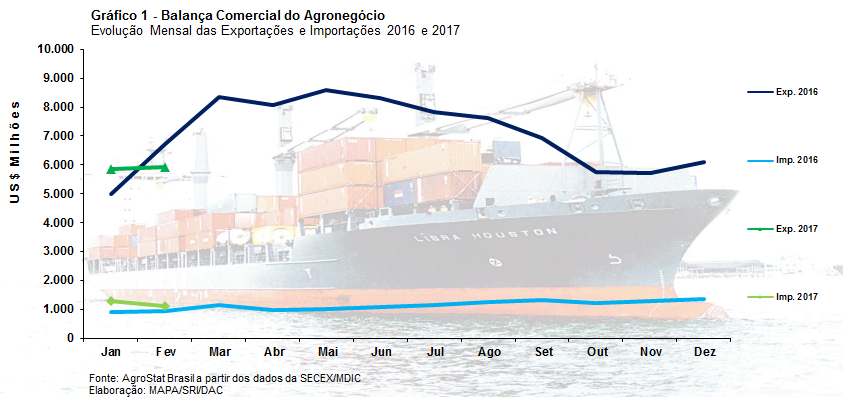 Gráfico 1 - Balança Comercial do Agronegócio
Evolução Mensal das Exportações e Importações 2016 e 2017
US$ Milhões
10.000
9.000
8.000
7.000
6.000
5.000
4.000
3.000
2.000
1.000
0
Jan Fev Mar Abr Mai Jun Jul Ago Set Out Nov Dez
Exp. 2016
Imp. 2016
Exp. 2017
Imp. 2017
LIBRA HOUSTON
Fonte: AgroStat Brasil a partir dos dados da SECEX/MDIC
Elaboração: MAPA/SRI/DAC